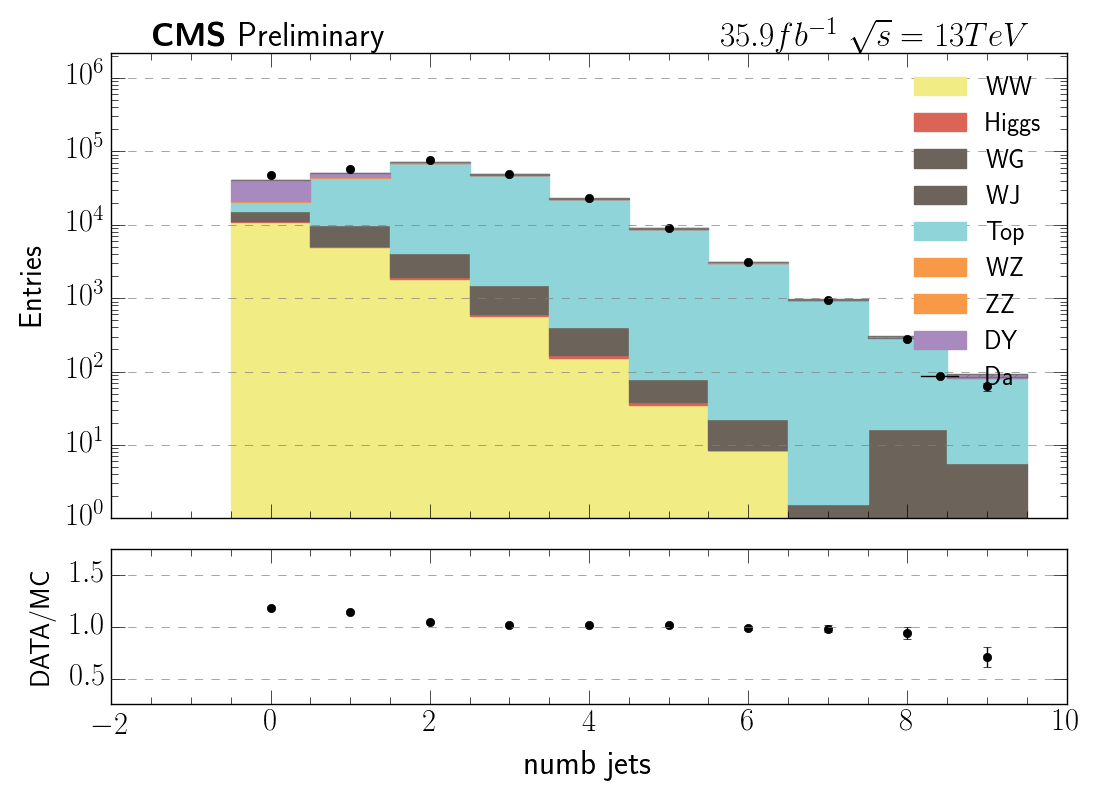 CMS Preliminary
35.9fb⁻¹ √s = 13TeV
Entries
10⁶
10⁵
10⁴
10³
10²
10¹
10⁰
WW
Higgs
WG
WJ
Top
WZ
ZZ
DY
Da
DATA/MC
1.5
1.0
0.5
−2 0 2 4 6 8 10
numb jets